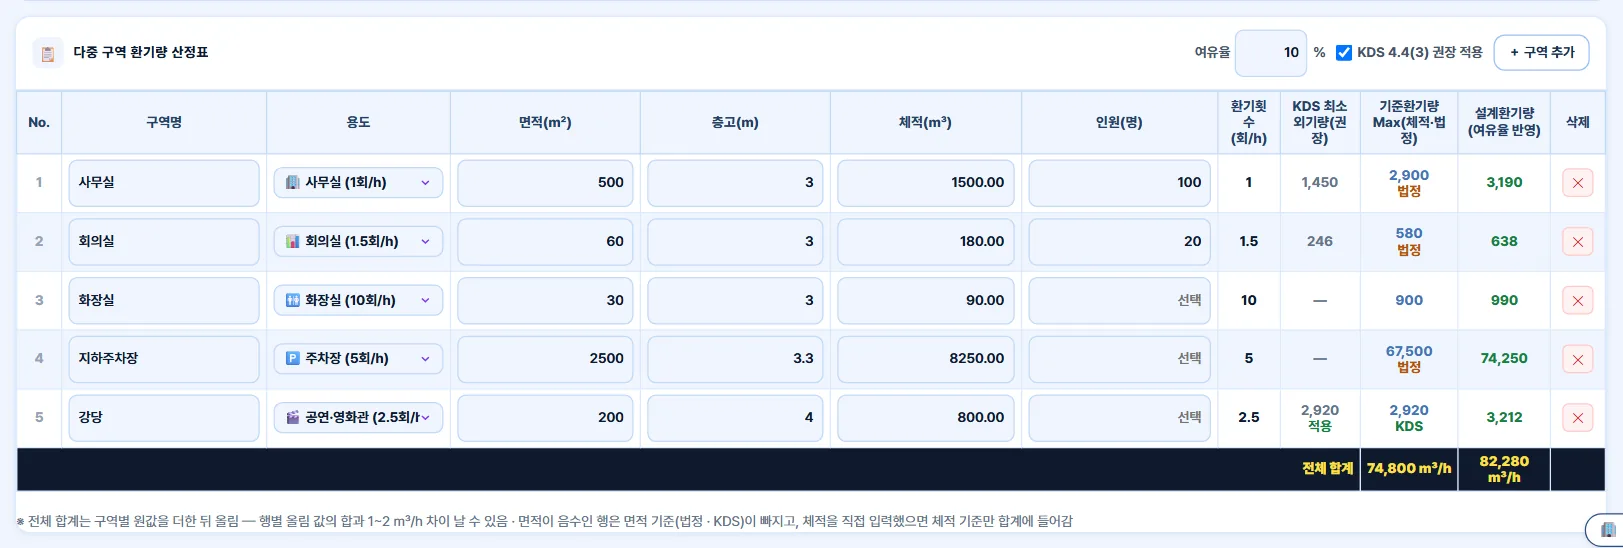 다중 구역 환기량 산정표
여유율 10 % KDS 4.4(3) 권장 적용 + 구역 추가
No. 구역명 용도 면적(m²) 층고(m) 체적(m³) 인원(명) 환기횟수 (회/h) KDS 최소 외기량(권장) 기준환기량 Max(체적·법정) 설계환기량 (여유율 반영) 삭제
1 사무실 사무실 (1회/h) 500 3 1500.00 100 1 1,450 2,900 법정 3,190
2 회의실 회의실 (1.5회/h) 60 3 180.00 20 1.5 246 580 법정 638
3 화장실 화장실 (10회/h) 30 3 90.00 선택 10 — 900 990
4 지하주차장 P 주차장 (5회/h) 2500 3.3 8250.00 선택 5 — 67,500 법정 74,250
5 강당 공연·영화관 (2.5회/h 200 4 800.00 선택 2.5 2,920 적용 2,920 KDS 3,212
전체 합계 74,800 m³/h 82,280 m³/h
※ 전체 합계는 구역별 원값을 더한 뒤 올림 — 행별 올림 값의 합과 1~2 m³/h 차이 날 수 있음 · 면적이 음수인 행은 면적 기준(법정 · KDS)이 빠지고, 체적을 직접 입력했으면 체적 기준만 합계에 들어감